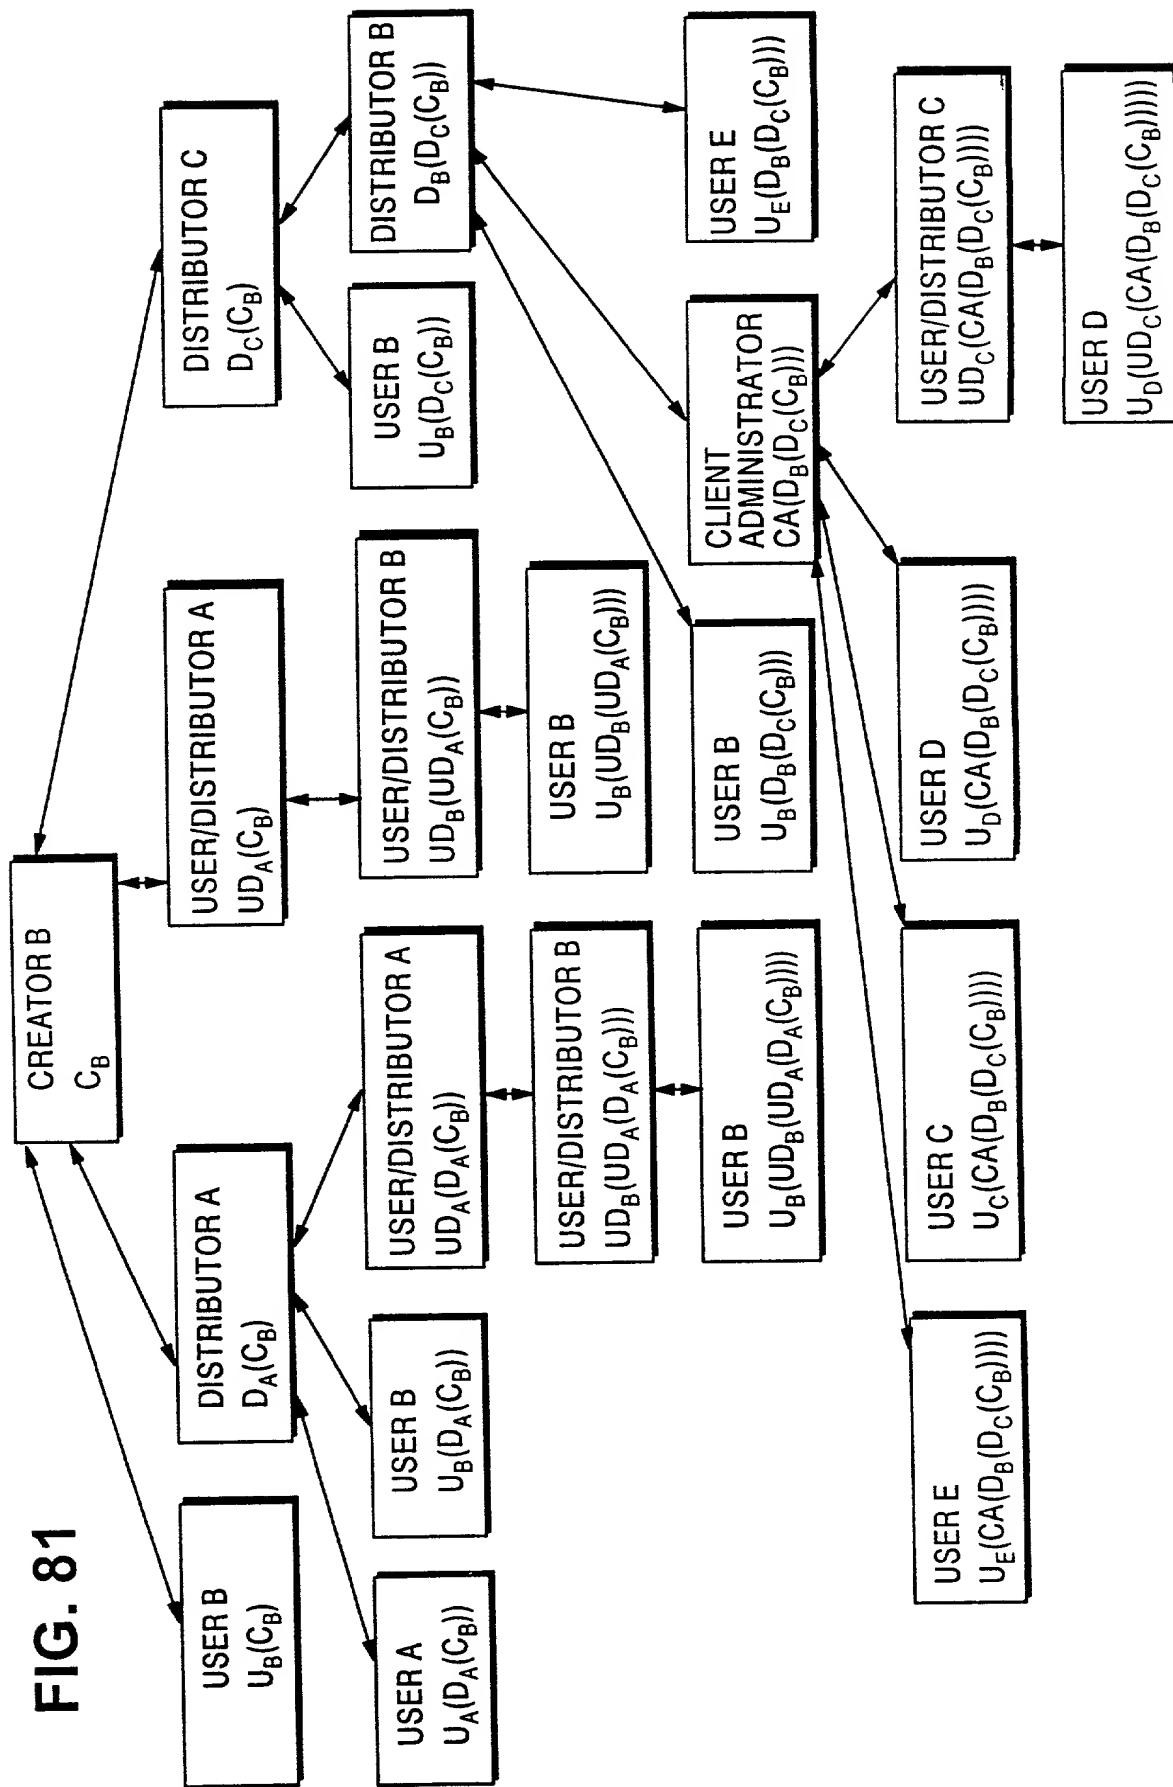 FIG. 81
CREATOR B
C_B
USER B
U_B(C_B)
DISTRIBUTOR A
D_A(C_B)
USER/DISTRIBUTOR A
UD_A(C_B)
DISTRIBUTOR C
D_C(C_B)
USER A
U_A(D_A(C_B))
USER B
U_B(D_A(C_B))
USER/DISTRIBUTOR A
UD_A(D_A(C_B))
USER/DISTRIBUTOR B
UD_B(UD_A(C_B))
USER B
U_B(D_C(C_B))
DISTRIBUTOR B
D_B(D_C(C_B))
USER/DISTRIBUTOR B
UD_B(UD_A(D_A(C_B)))
USER B
U_B(UD_B(UD_A(C_B)))
USER B
U_B(UD_B(UD_A(D_A(C_B))))
USER B
U_B(D_B(D_C(C_B)))
CLIENT
ADMINISTRATOR
CA(D_B(D_C(C_B)))
USER E
U_E(D_B(D_C(C_B)))
USER E
U_E(CA(D_B(D_C(C_B))))
USER C
U_C(CA(D_B(D_C(C_B))))
USER D
U_D(CA(D_B(D_C(C_B))))
USER/DISTRIBUTOR C
UD_C(CA(D_B(D_C(C_B))))
USER D
U_D(UD_C(CA(D_B(D_C(C_B)))))